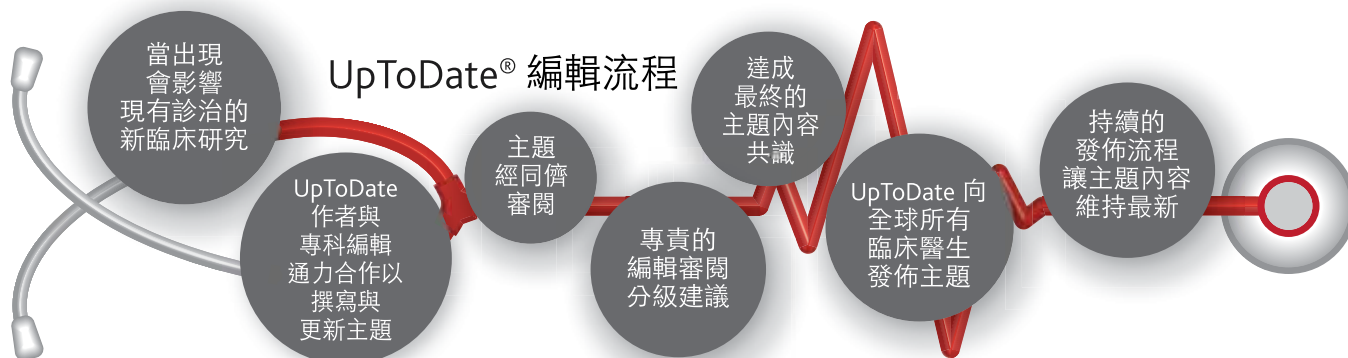 UpToDate® 編輯流程
當出現
會影響
現有診治的
新臨床研究
UpToDate
作者與
專科編輯
通力合作以
撰寫與
更新主題
主題
經同儕
審閱
專責的
編輯審閱
分級建議
達成
最終的
主題內容
共識
UpToDate 向
全球所有
臨床醫生
發佈主題
持續的
發佈流程
讓主題內容
維持最新